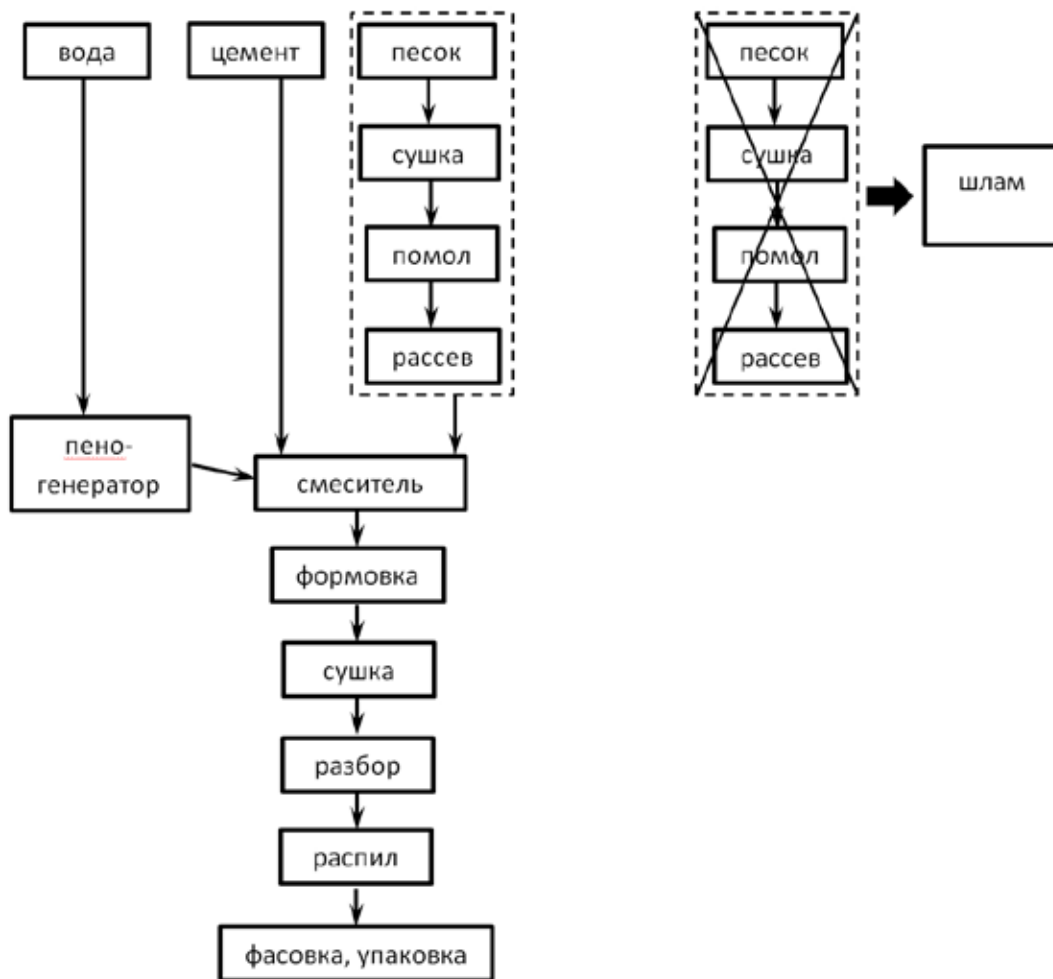 вода
цемент
песок
песок
сушка
сушка
шлам
помол
помол
рассев
рассев
пено-
генератор
смеситель
формовка
сушка
разбор
распил
фасовка, упаковка